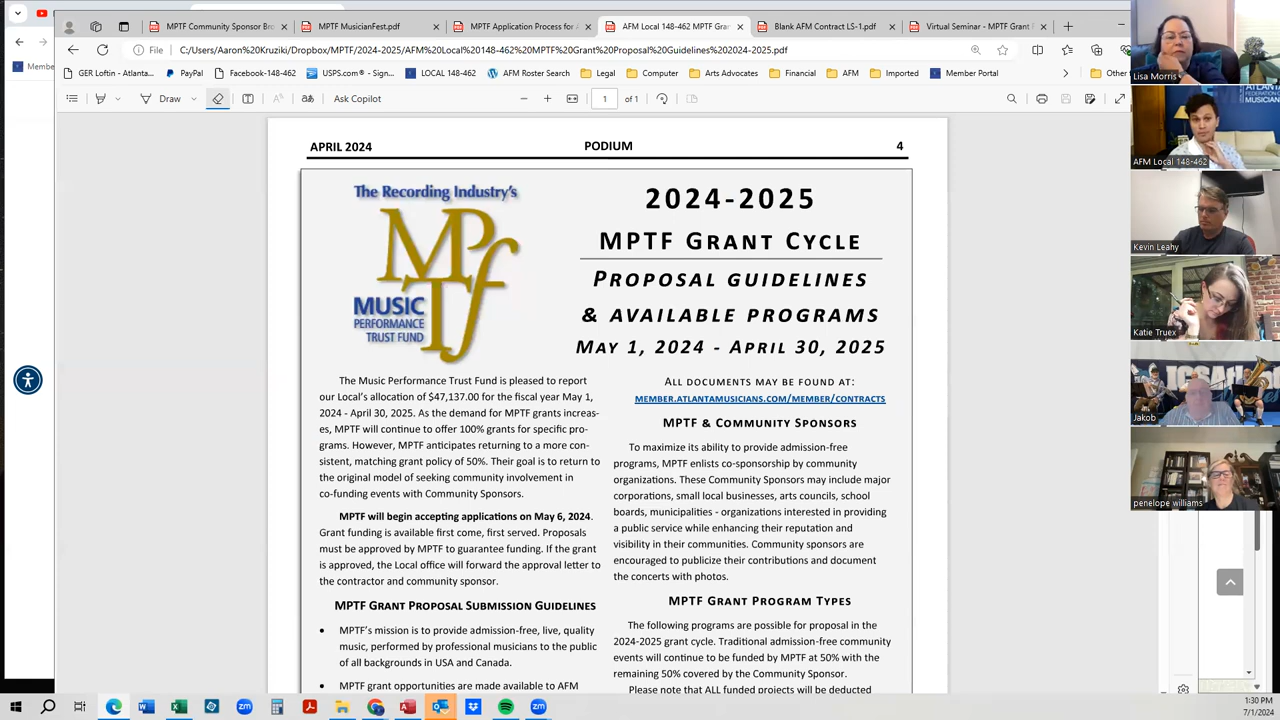 MPTF Community Sponsor Bro
MPTF MusicianFest.pdf
MPTF Application Process for A
AFM Local 148-462 MPTF Gran
Blank AFM Contract LS-1.pdf
Virtual Seminar - MPTF Grant P
File
C:/Users/Aaron%20Kruziki/Dropbox/MPTF/2024-2025/AFM%20Local%20148-462%20MPTF%20Grant%20Proposal%20Guidelines%202024-2025.pdf
Membe
GER Loftin - Atlanta...
PayPal
Facebook-148-462
USPS.com® - Sign...
LOCAL 148-462
AFM Roster Search
Legal
Computer
Arts Advocates
Financial
AFM
Imported
Member Portal
Other f
Draw
Ask Copilot
1
of 1
APRIL 2024
PODIUM
4
The Recording Industry's
MPTF
MUSIC
PERFORMANCE
TRUST FUND
2024-2025
MPTF GRANT CYCLE
PROPOSAL GUIDELINES
& AVAILABLE PROGRAMS
MAY 1, 2024 - APRIL 30, 2025
The Music Performance Trust Fund is pleased to report
our Local's allocation of $47,137.00 for the fiscal year May 1,
2024 - April 30, 2025. As the demand for MPTF grants increas-
es, MPTF will continue to offer 100% grants for specific pro-
grams. However, MPTF anticipates returning to a more con-
sistent, matching grant policy of 50%. Their goal is to return to
the original model of seeking community involvement in
co-funding events with Community Sponsors.
MPTF will begin accepting applications on May 6, 2024.
Grant funding is available first come, first served. Proposals
must be approved by MPTF to guarantee funding. If the grant
is approved, the Local office will forward the approval letter to
the contractor and community sponsor.
MPTF GRANT PROPOSAL SUBMISSION GUIDELINES
• MPTF's mission is to provide admission-free, live, quality
music, performed by professional musicians to the public
of all backgrounds in USA and Canada.
• MPTF grant opportunities are made available to AFM
ALL DOCUMENTS MAY BE FOUND AT:
MEMBER.ATLANTAMUSICIANS.COM/MEMBER/CONTRACTS
MPTF & COMMUNITY SPONSORS
To maximize its ability to provide admission-free
programs, MPTF enlists co-sponsorship by community
organizations. These Community Sponsors may include major
corporations, small local businesses, arts councils, school
boards, municipalities - organizations interested in providing
a public service while enhancing their reputation and
visibility in their communities. Community sponsors are
encouraged to publicize their contributions and document
the concerts with photos.
MPTF GRANT PROGRAM TYPES
The following programs are possible for proposal in the
2024-2025 grant cycle. Traditional admission-free community
events will continue to be funded by MPTF at 50% with the
remaining 50% covered by the Community Sponsor.
Please note that ALL funded projects will be deducted
Lisa Morris
ATLANTA
FEDERATION O
MUSICIAN
AFM Local 148-462
Kevin Leahy
Katie Truex
Jakob
penelope williams
1:30 PM
7/1/2024